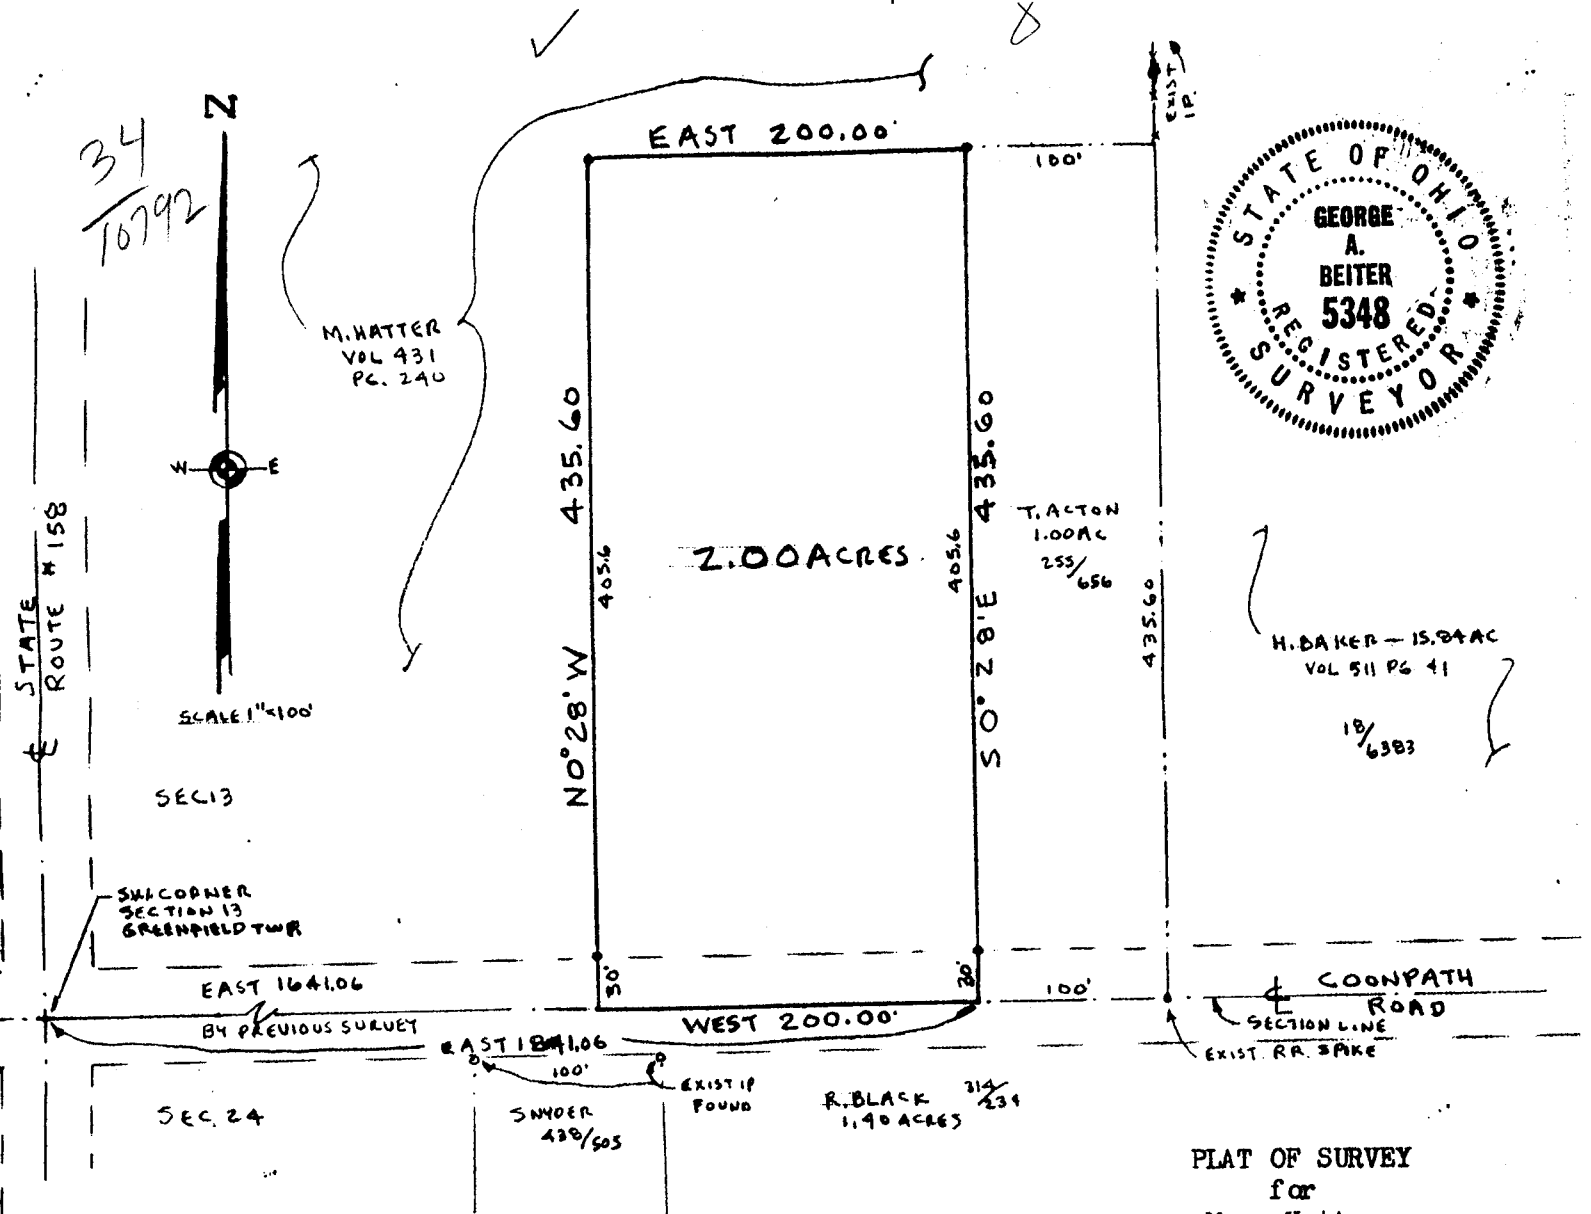 8
EXIST
I.P.
34/10792
N
W E
EAST 200.00'
100'
STATE OF OHIO
GEORGE
A.
BEITER
5348
REGISTERED
SURVEYOR
M. HATTER
VOL 431
PG. 240
435.60
435.60
405.6
405.6
N 0° 28' W
S 0° 28' E
2.00 ACRES
T. ACTON
1.00 AC
255/656
435.60
H. BAKER — 15.84 AC
VOL 511 PG 41
18/6383
STATE
ROUTE # 158
SCALE 1"=100'
SEC 13
S.W. CORNER
SECTION 13
GREENFIELD TWP.
EAST 1641.06
BY PREVIOUS SURVEY
30'
30'
WEST 200.00'
100'
COONPATH
ROAD
SECTION LINE
EXIST. R.R. SPIKE
EAST 1841.06
100'
EXIST IP
FOUND
SEC. 24
SNYDER
438/505
R. BLACK 314/234
1.40 ACRES
PLAT OF SURVEY
for